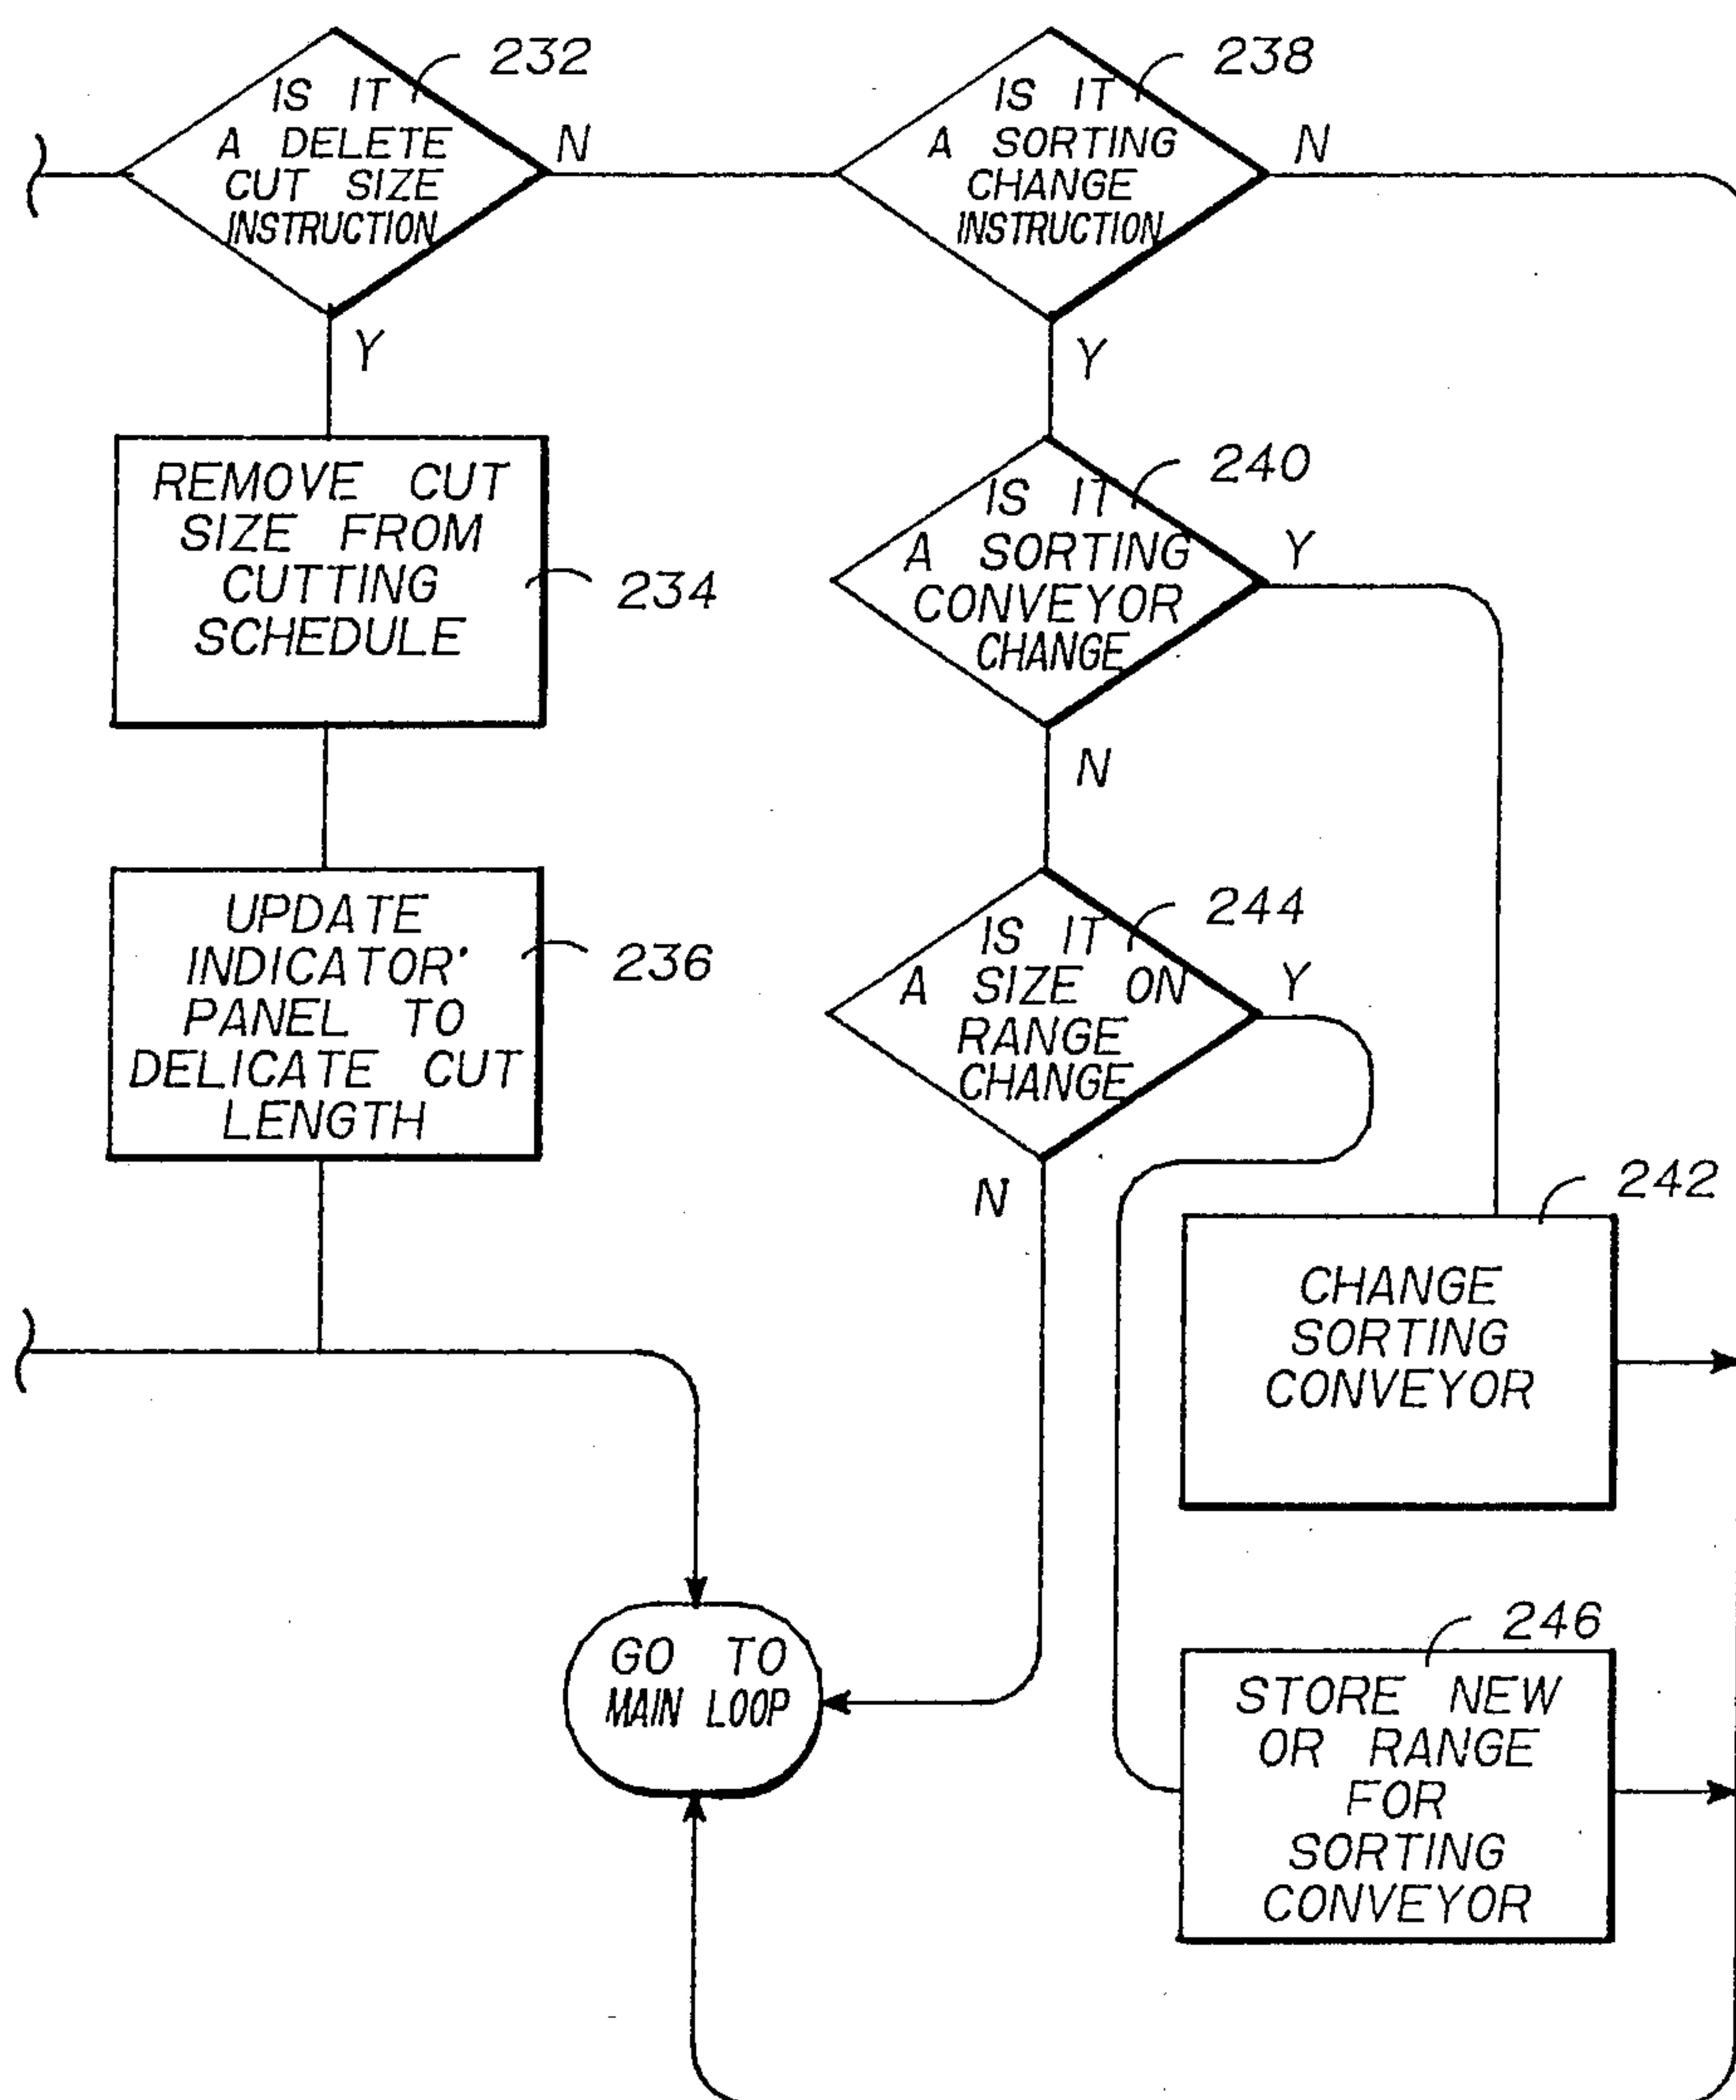 232
IS IT
A DELETE
CUT SIZE
INSTRUCTION
N
Y
238
IS IT
A SORTING
CHANGE
INSTRUCTION
N
Y
REMOVE CUT
SIZE FROM
CUTTING
SCHEDULE
234
240
IS IT
A SORTING
CONVEYOR
CHANGE
Y
N
UPDATE
INDICATOR
PANEL TO
DELICATE CUT
LENGTH
236
244
IS IT
A SIZE ON
RANGE
CHANGE
Y
N
242
CHANGE
SORTING
CONVEYOR
GO TO
MAIN LOOP
246
STORE NEW
OR RANGE
FOR
SORTING
CONVEYOR